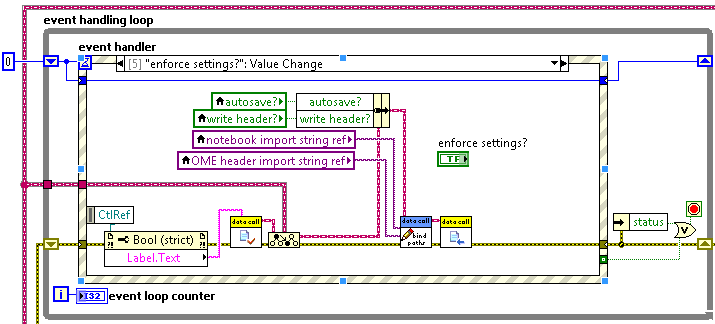 event handling loop
event handler
0
[5] "enforce settings?": Value Change
autosave? autosave?
write header? write header?
notebook import string ref
OME header import string ref
enforce settings?
TF
CtlRef
data call
data call
data call
Bool (strict)
Label.Text
bind
paths
status
v
i I32 event loop counter